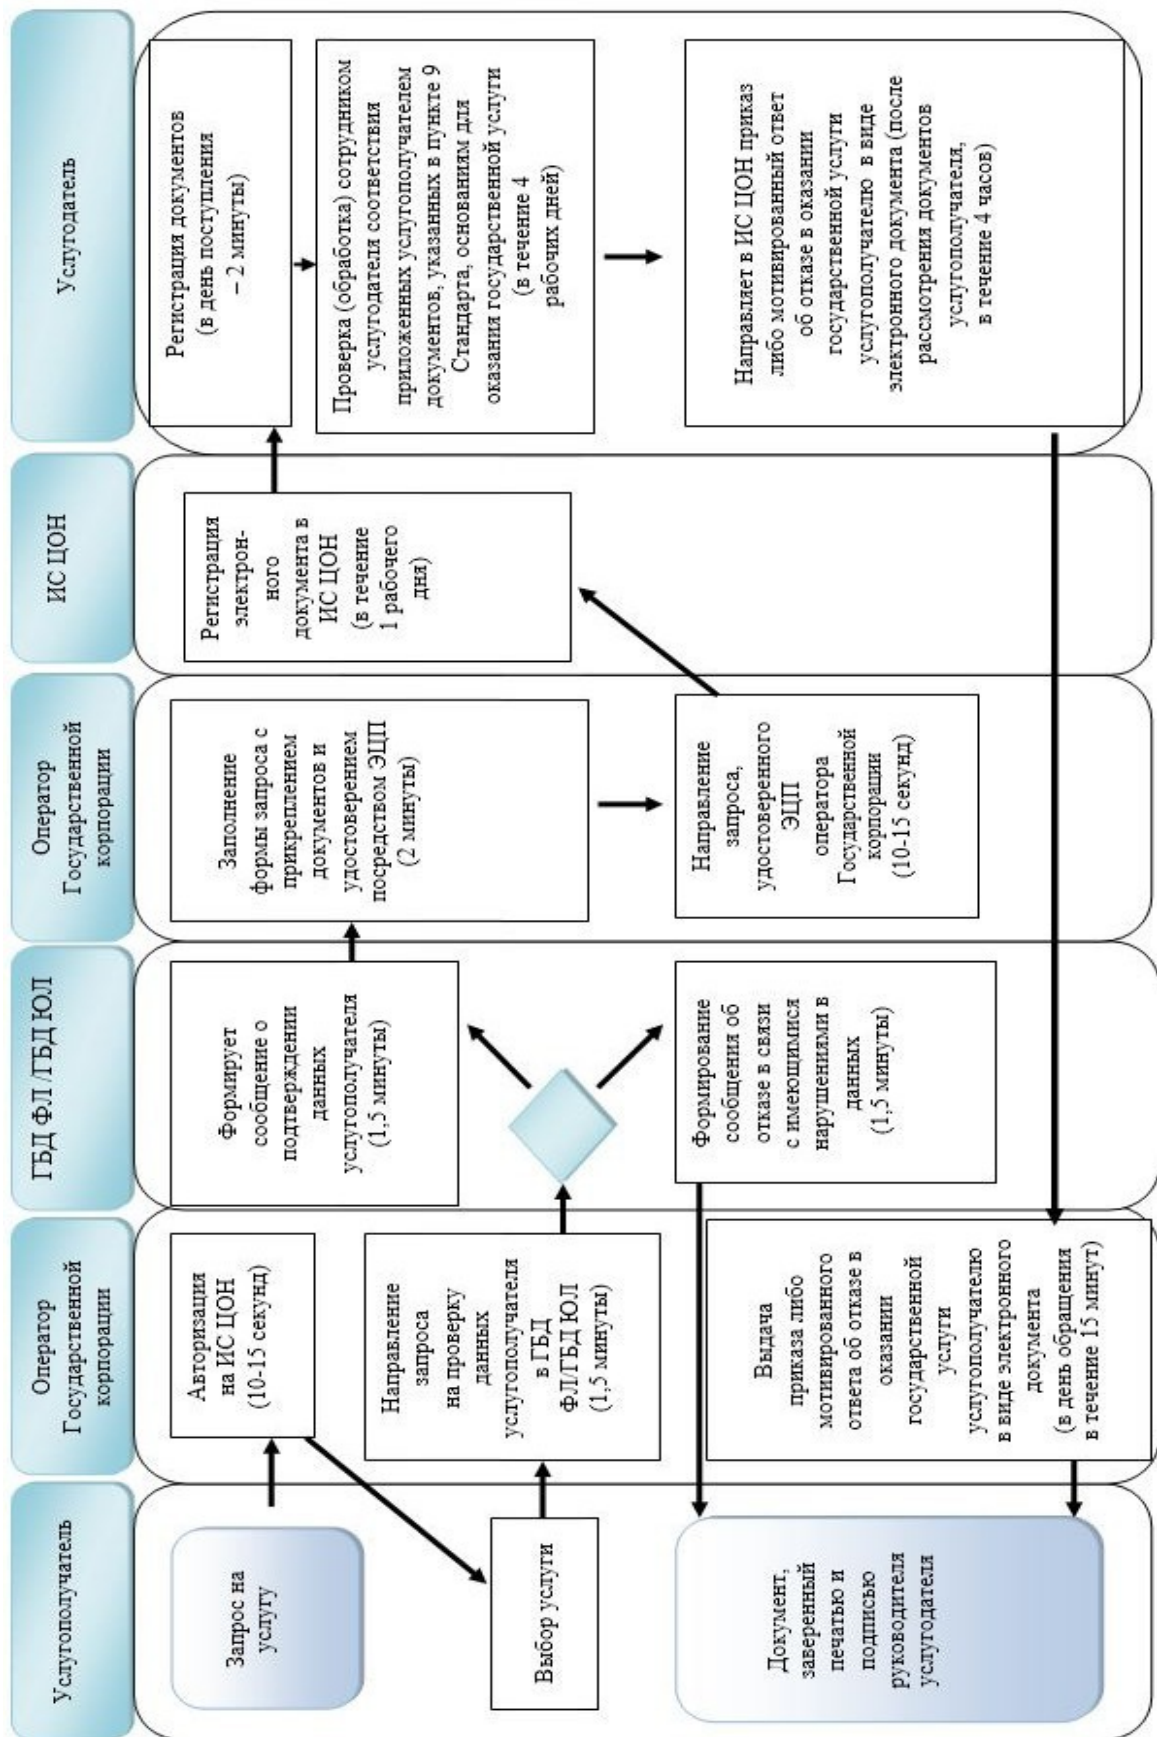 Услугополучатель
Оператор
Государственной
корпорации
ГБД ФЛ /ГБД ЮЛ
Оператор
Государственной
корпорации
ИС ЦОН
Услугодатель
Запрос на
услугу
Выбор услуги
Документ,
заверенный
печатью и
подписью
руководителя
услугодателя
Авторизация
на ИС ЦОН
(10-15 секунд)
Направление
запроса
на проверку
данных
услугополучателя
в ГБД
ФЛ/ГБД ЮЛ
(1,5 минуты)
Выдача
приказа либо
мотивированного
ответа об отказе в
оказании
государственной
услуги
услугополучателю
в виде электронного
документа
(в день обращения
в течение 15 минут)
Формирует
сообщение о
подтверждении
данных
услугополучателя
(1,5 минуты)
Формирование
сообщения об
отказе в связи
с имеющимися
нарушениями в
данных
(1,5 минуты)
Заполнение
формы запроса с
прикреплением
документов и
удостоверением
посредством ЭЦП
(2 минуты)
Направление
запроса,
удостоверенного
ЭЦП
оператора
Государственной
корпорации
(10-15 секунд)
Регистрация
электрон-
ного
документа в
ИС ЦОН
(в течение
1 рабочего
дня)
Регистрация документов
(в день поступления
– 2 минуты)
Проверка (обработка) сотрудником
услугодателя соответствия
приложенных услугополучателем
документов, указанных в пункте 9
Стандарта, основаниям для
оказания государственной услуги
(в течение 4
рабочих дней)
Направляет в ИС ЦОН приказ
либо мотивированный ответ
об отказе в оказании
государственной услуги
услугополучателю в виде
электронного документа (после
рассмотрения документов
услугополучателя,
в течение 4 часов)